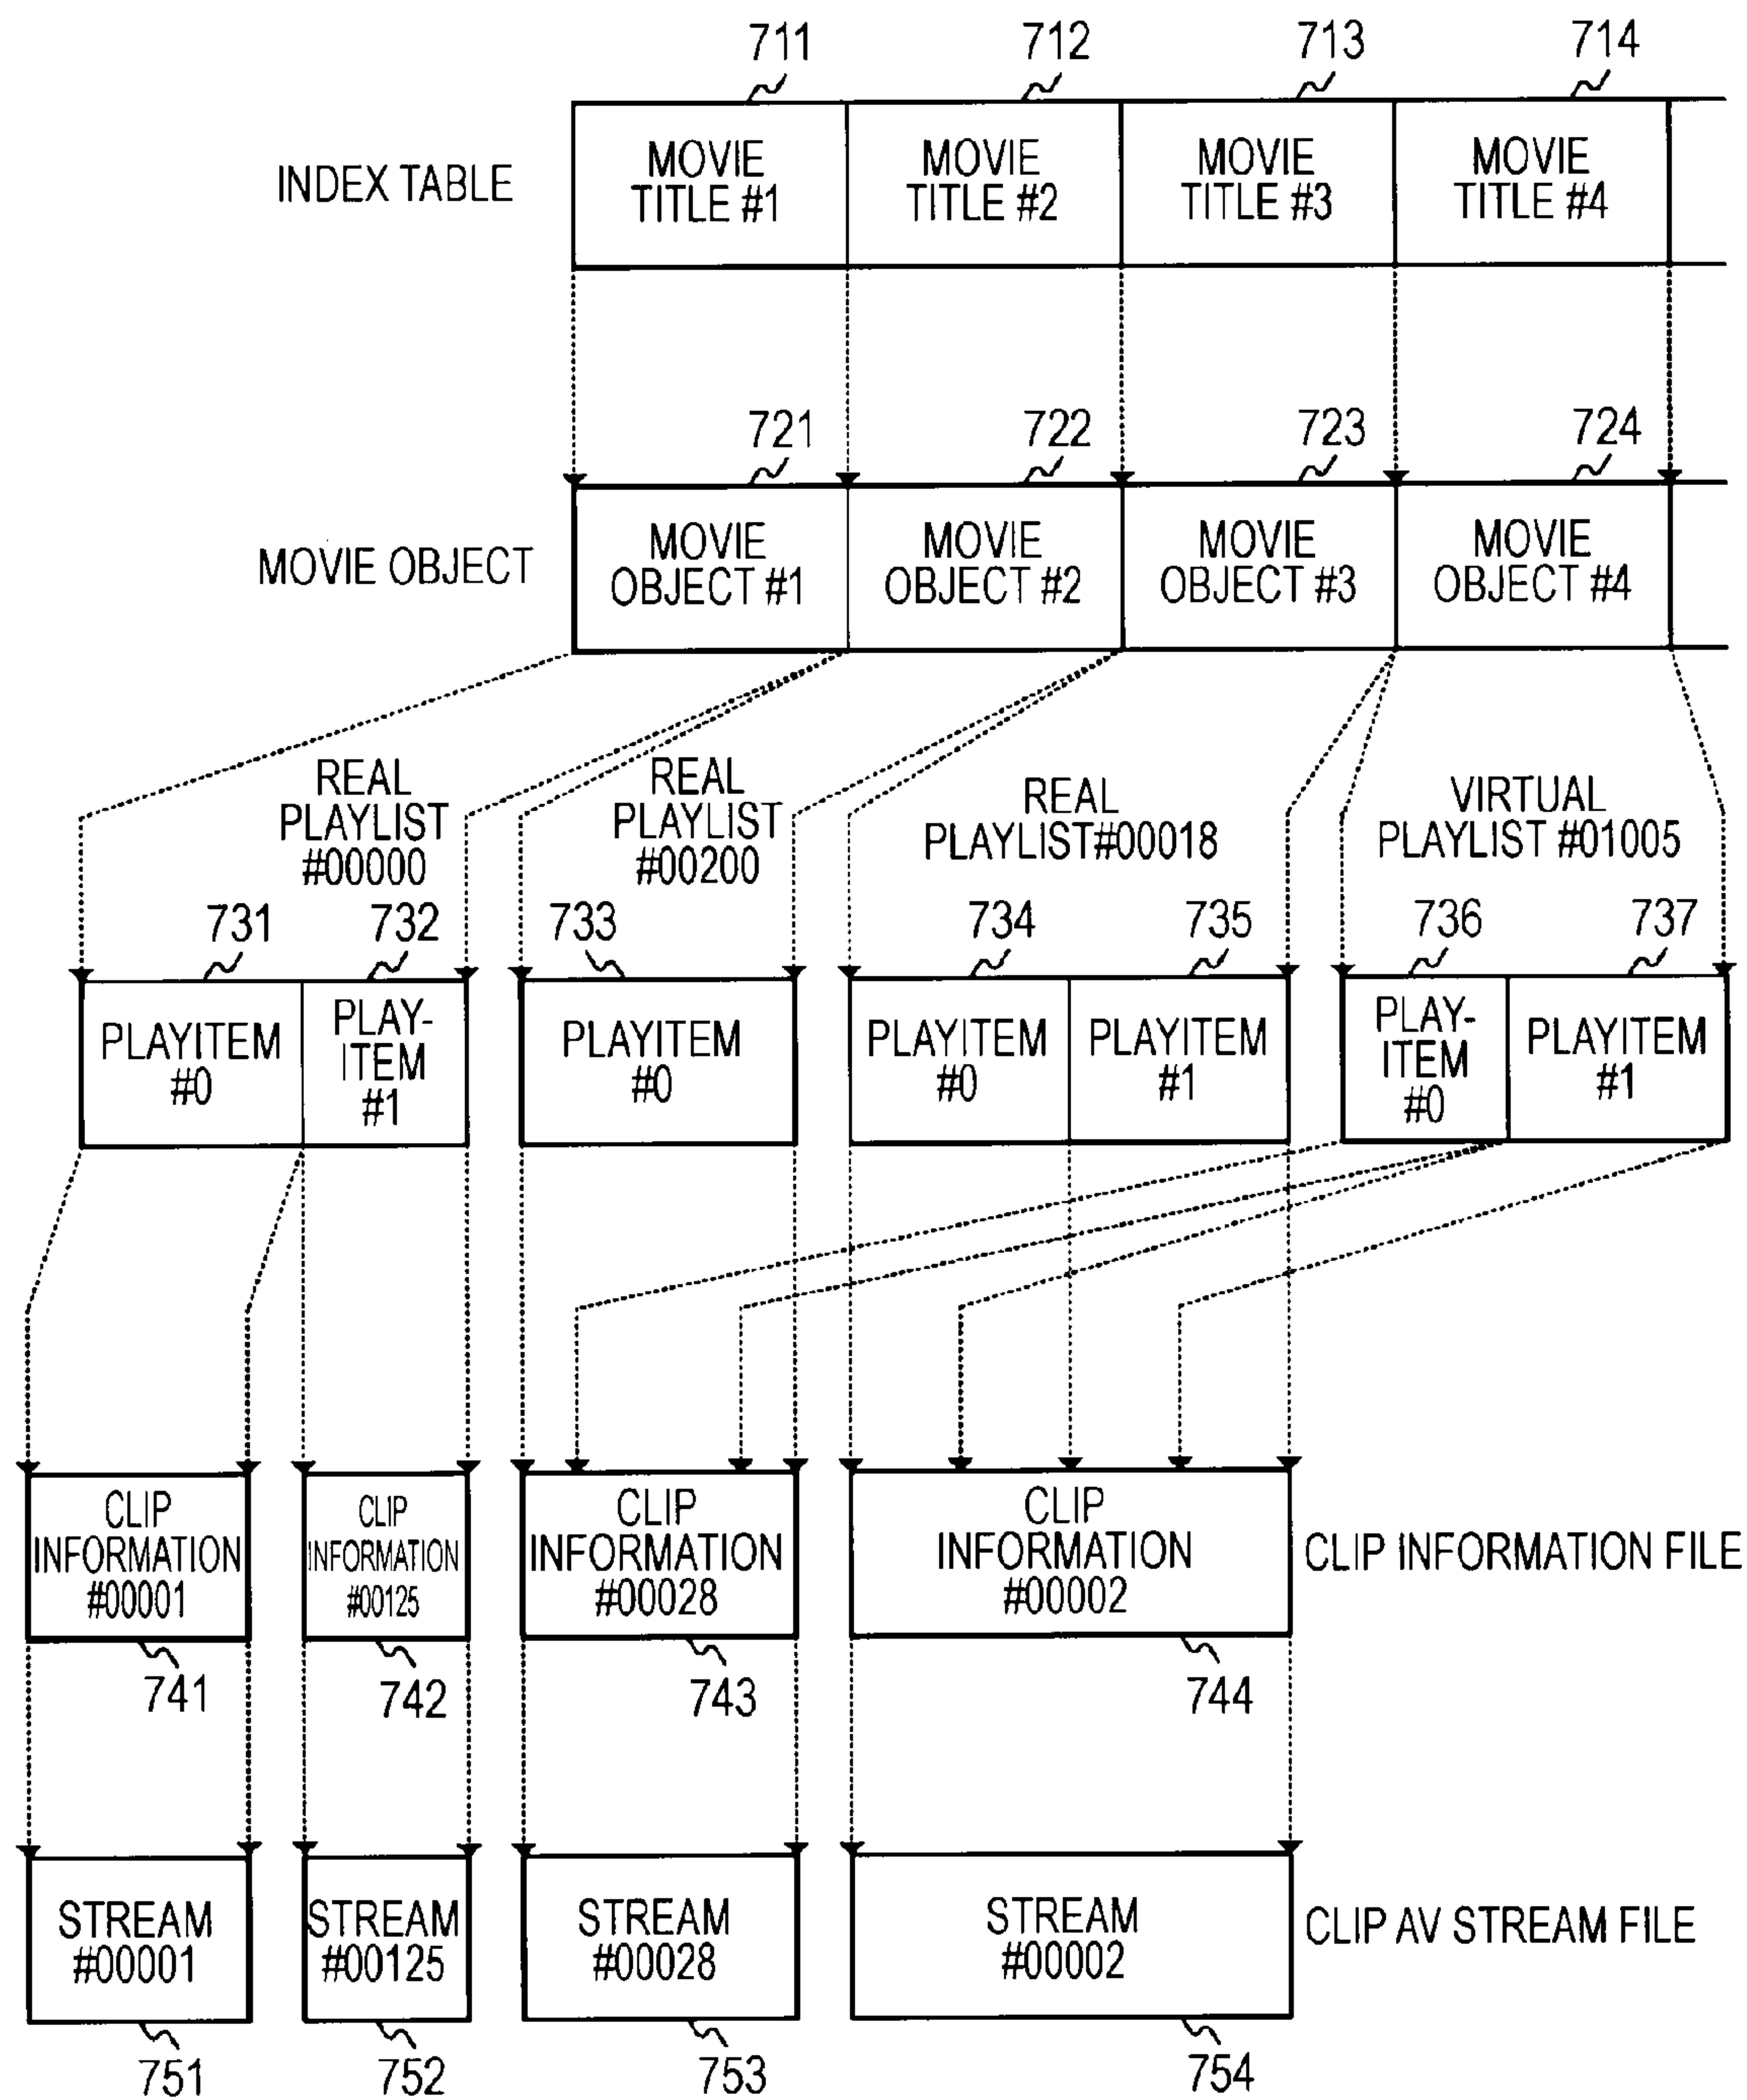 711
712
713
714
INDEX TABLE
MOVIE
TITLE #1
MOVIE
TITLE #2
MOVIE
TITLE #3
MOVIE
TITLE #4
721
722
723
724
MOVIE OBJECT
MOVIE
OBJECT #1
MOVIE
OBJECT #2
MOVIE
OBJECT #3
MOVIE
OBJECT #4
REAL
PLAYLIST
#00000
REAL
PLAYLIST
#00200
REAL
PLAYLIST#00018
VIRTUAL
PLAYLIST #01005
731
732
733
734
735
736
737
PLAYITEM
#0
PLAY-
ITEM
#1
PLAYITEM
#0
PLAYITEM
#0
PLAYITEM
#1
PLAY-
ITEM
#0
PLAYITEM
#1
CLIP
INFORMATION
#00001
CLIP
INFORMATION
#00125
CLIP
INFORMATION
#00028
CLIP
INFORMATION
#00002
CLIP INFORMATION FILE
741
742
743
744
STREAM
#00001
STREAM
#00125
STREAM
#00028
STREAM
#00002
CLIP AV STREAM FILE
751
752
753
754